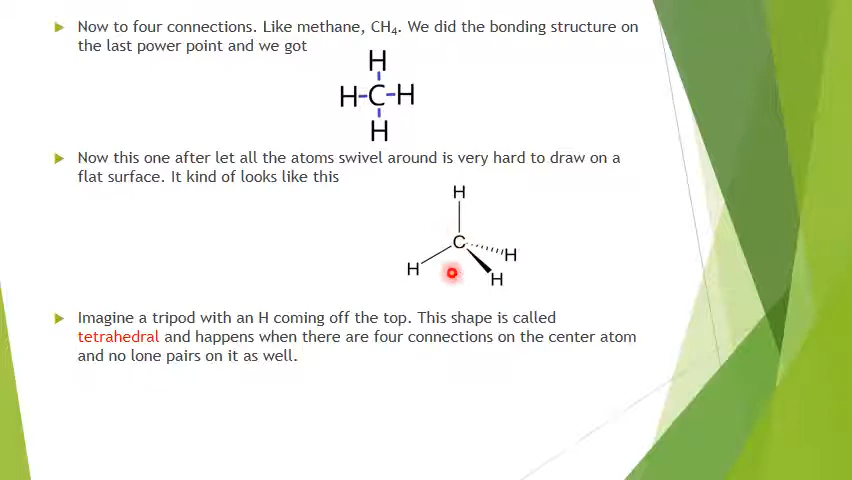 Now to four connections. Like methane, CH₄. We did the bonding structure on
the last power point and we got
H
H-C-H
H
Now this one after let all the atoms swivel around is very hard to draw on a
flat surface. It kind of looks like this
H
C
H
H
H
Imagine a tripod with an H coming off the top. This shape is called
tetrahedral and happens when there are four connections on the center atom
and no lone pairs on it as well.